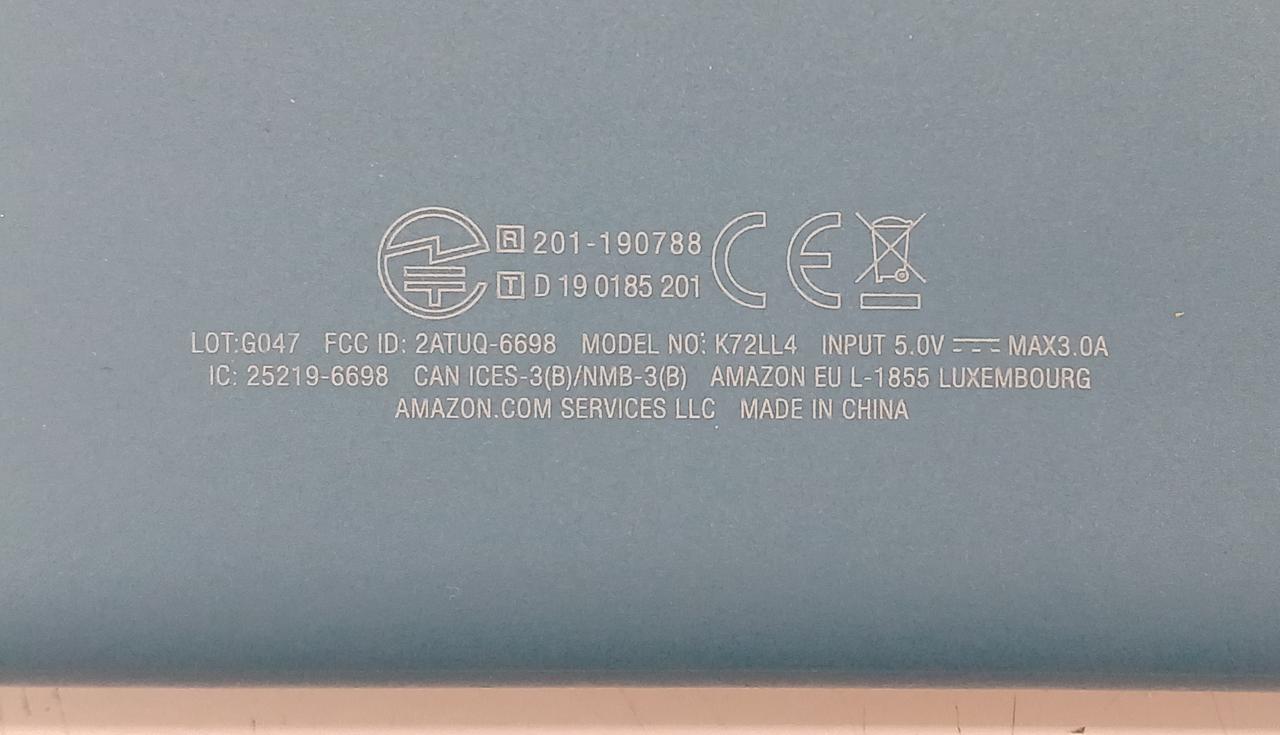 R 201-190788
T D 19 0185 201
CE
LOT:G047 FCC ID: 2ATUQ-6698 MODEL NO: K72LL4 INPUT 5.0V ⎓ MAX3.0A
IC: 25219-6698 CAN ICES-3(B)/NMB-3(B) AMAZON EU L-1855 LUXEMBOURG
AMAZON.COM SERVICES LLC MADE IN CHINA